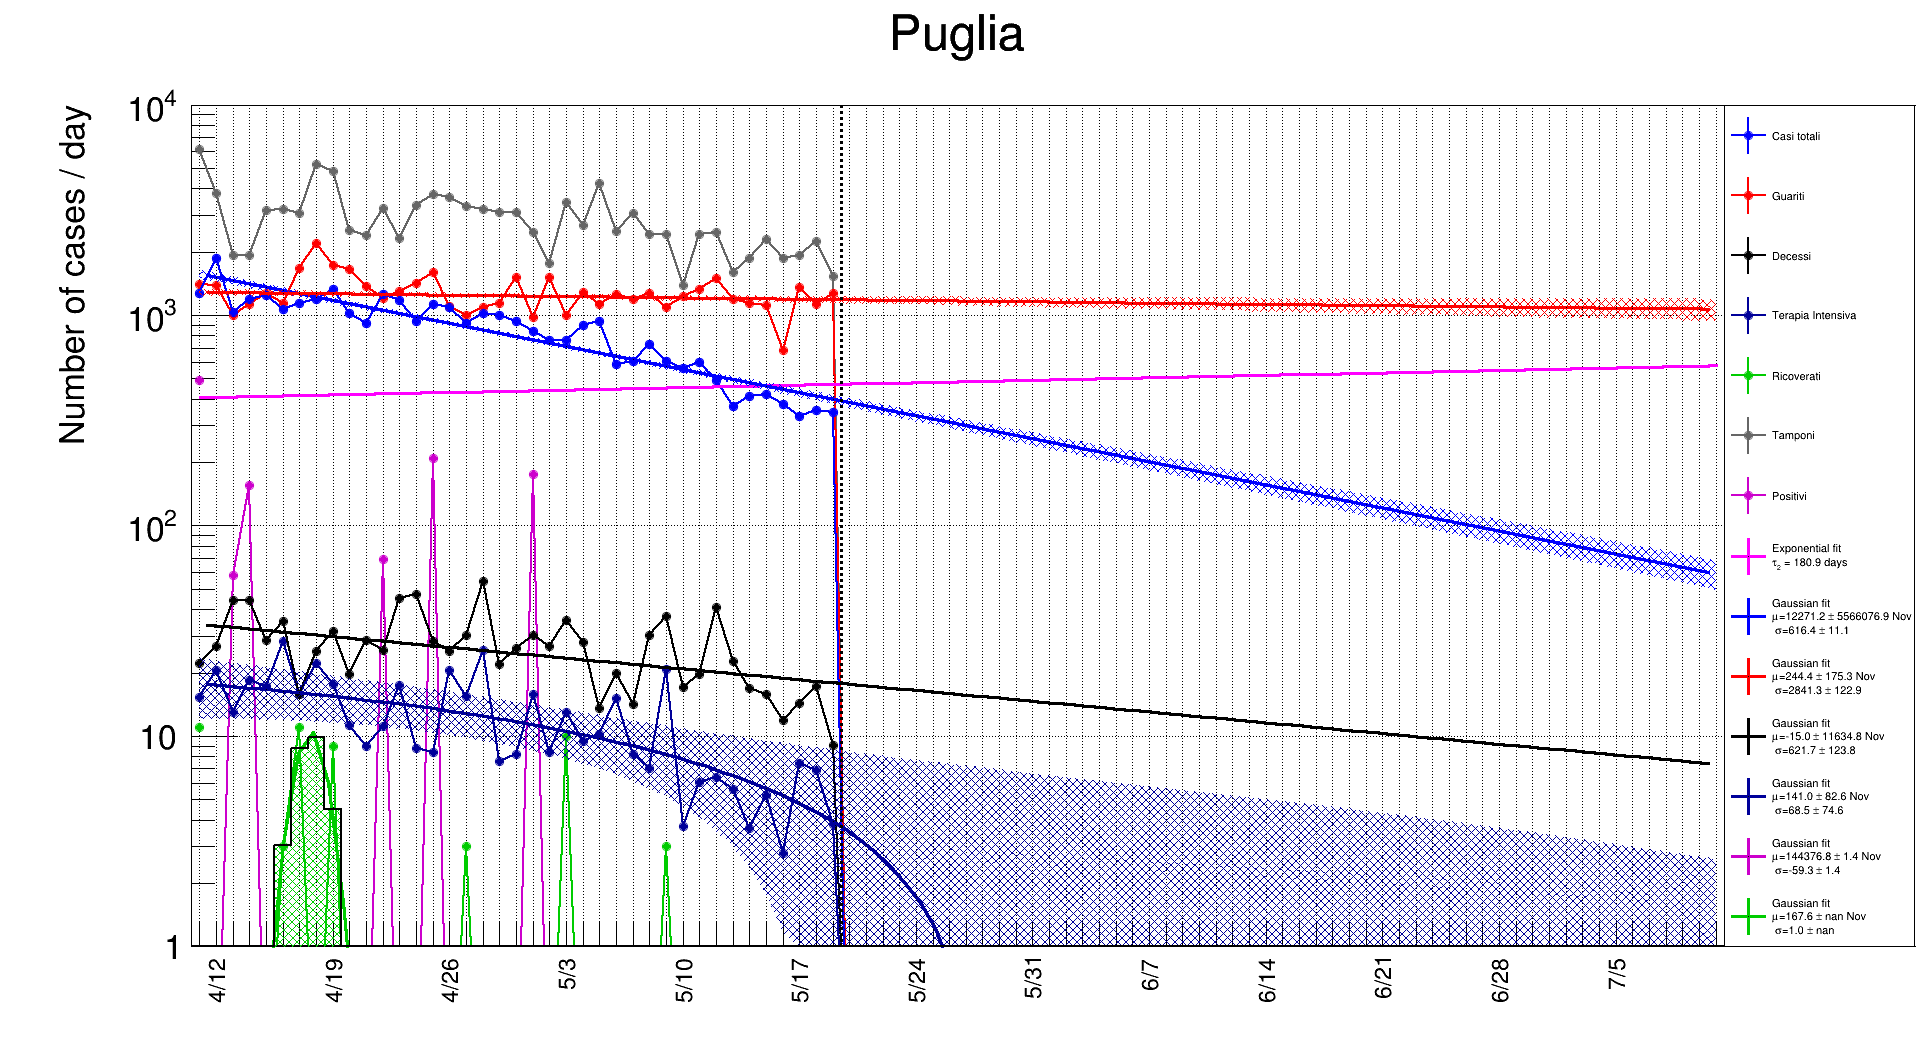 Puglia
Number of cases / day
10^4
10^3
10^2
10
1
4/12
4/19
4/26
5/3
5/10
5/17
5/24
5/31
6/7
6/14
6/21
6/28
7/5
Casi totali
Guariti
Decessi
Terapia Intensiva
Ricoverati
Tamponi
Positivi
Exponential fit
τ₂ = 180.9 days
Gaussian fit
μ=12271.2 ± 5566076.9 Nov
σ=616.4 ± 11.1
Gaussian fit
μ=244.4 ± 175.3 Nov
σ=2841.3 ± 122.9
Gaussian fit
μ=-15.0 ± 11634.8 Nov
σ=621.7 ± 123.8
Gaussian fit
μ=141.0 ± 82.6 Nov
σ=68.5 ± 74.6
Gaussian fit
μ=144376.8 ± 1.4 Nov
σ=-59.3 ± 1.4
Gaussian fit
μ=167.6 ± nan Nov
σ=1.0 ± nan